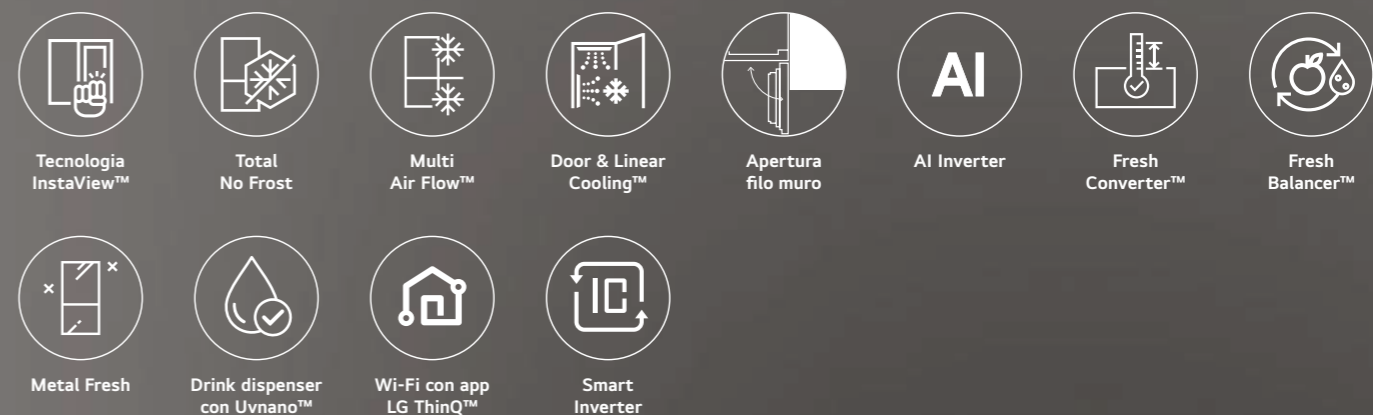 AI
Tecnologia
InstaView™
Total
No Frost
Multi
Air Flow™
Door & Linear
Cooling™
Apertura
filo muro
AI Inverter
Fresh
Converter™
Fresh
Balancer™
IC
Metal Fresh
Drink dispenser
con Uvnano™
Wi-Fi con app
LG ThinQ™
Smart
Inverter